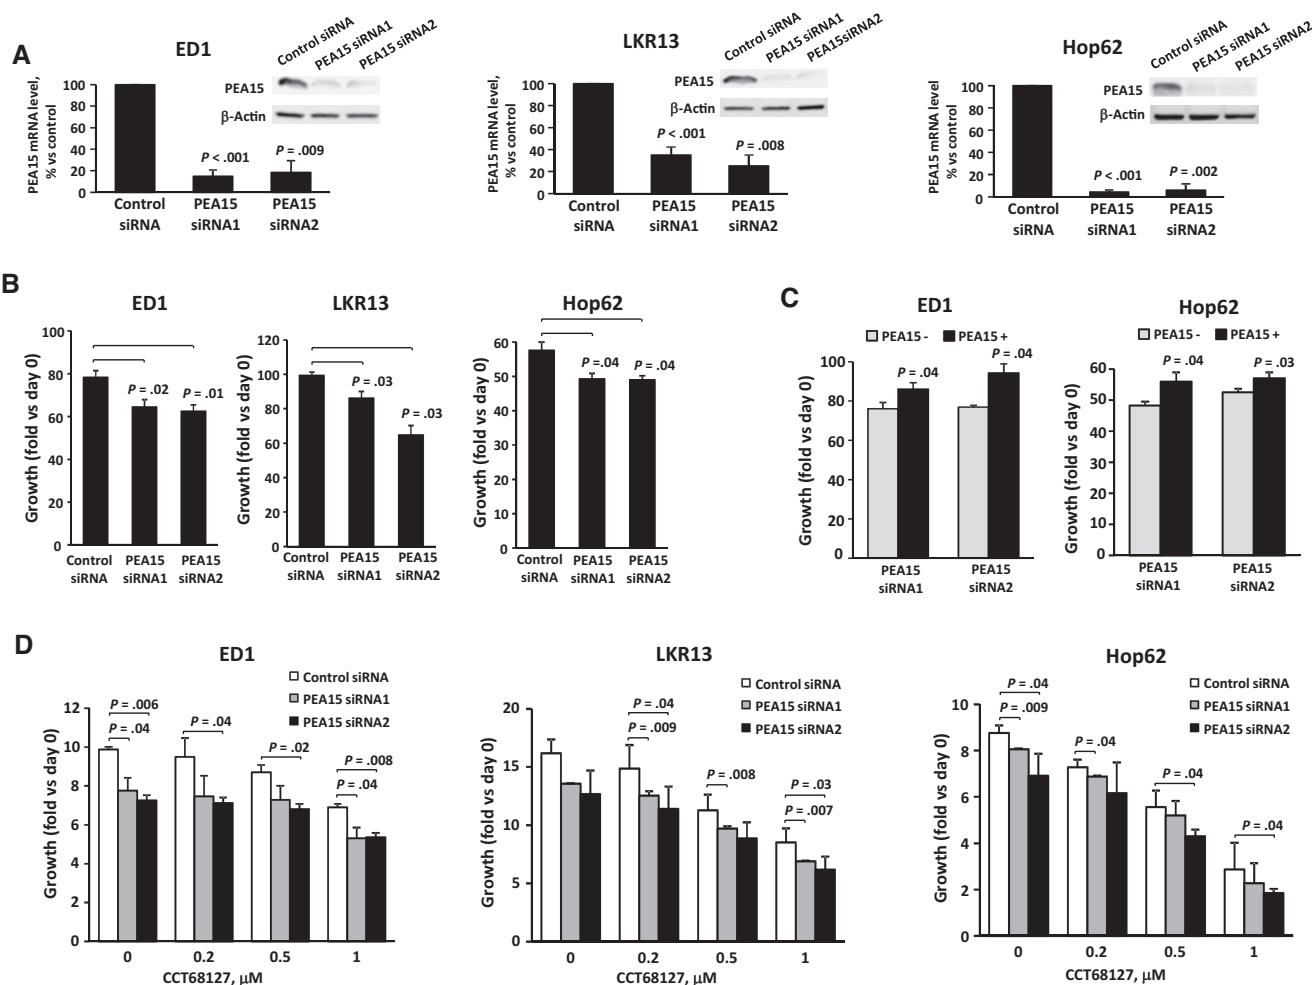 A
ED1
Control siRNA
PEA15 siRNA1
PEA15 siRNA2
PEA15
β-Actin
PEA15 mRNA level,
% vs control
100
80
60
40
20
0
P < .001
P = .009
Control
siRNA
PEA15
siRNA1
PEA15
siRNA2
LKR13
Control siRNA
PEA15 siRNA1
PEA15siRNA2
PEA15
β-Actin
PEA15 mRNA level,
% vs control
100
80
60
40
20
0
P < .001
P = .008
Control
siRNA
PEA15
siRNA1
PEA15
siRNA2
Hop62
Control siRNA
PEA15 siRNA1
PEA15 siRNA2
PEA15
β-Actin
PEA15 mRNA level,
% vs control
100
80
60
40
20
0
P < .001
P = .002
Control
siRNA
PEA15
siRNA1
PEA15
siRNA2
B
ED1
Growth (fold vs day 0)
100
80
60
40
20
0
P = .02
P = .01
Control
siRNA
PEA15
siRNA1
PEA15
siRNA2
LKR13
Growth (fold vs day 0)
120
100
80
60
40
20
0
P = .03
P = .03
Control
siRNA
PEA15
siRNA1
PEA15
siRNA2
Hop62
Growth (fold vs day 0)
60
50
40
30
20
10
0
P = .04
P = .04
Control
siRNA
PEA15
siRNA1
PEA15
siRNA2
C
ED1
PEA15 - PEA15 +
Growth (fold vs day 0)
100
80
60
40
20
0
P = .04
P = .04
PEA15
siRNA1
PEA15
siRNA2
Hop62
PEA15 - PEA15 +
Growth (fold vs day 0)
60
50
40
30
20
10
0
P = .04
P = .03
PEA15
siRNA1
PEA15
siRNA2
D
ED1
Control siRNA
PEA15 siRNA1
PEA15 siRNA2
Growth (fold vs day 0)
12
10
8
6
4
2
0
P = .006
P = .04
P = .04
P = .02
P = .008
P = .04
0 0.2 0.5 1
CCT68127, μM
LKR13
Control siRNA
PEA15 siRNA1
PEA15 siRNA2
Growth (fold vs day 0)
20
15
10
5
0
P = .04
P = .009
P = .008
P = .03
P = .007
0 0.2 0.5 1
CCT68127, μM
Hop62
Control siRNA
PEA15 siRNA1
PEA15 siRNA2
Growth (fold vs day 0)
10
8
6
4
2
0
P = .04
P = .009
P = .04
P = .04
P = .04
0 0.2 0.5 1
CCT68127, μM